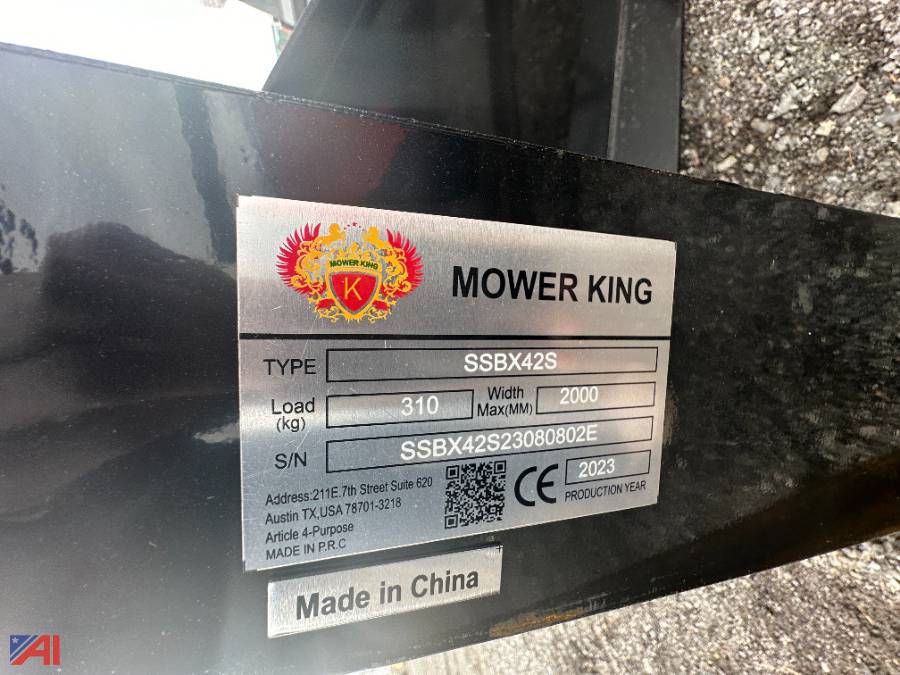 MOWER KING
K
MOWER KING
TYPE SSBX42S
Load (kg) 310 Width Max(MM) 2000
S/N SSBX42S23080802E
Address:211E.7th Street Suite 620
Austin TX,USA 78701-3218
Article 4-Purpose
MADE IN P.R.C
CE
2023
PRODUCTION YEAR
Made in China
AI